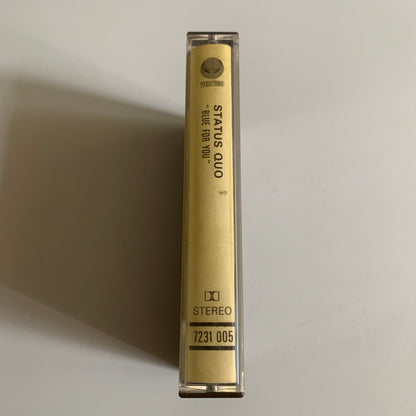 STATUS QUO
"BLUE FOR YOU"
STEREO
7231 005